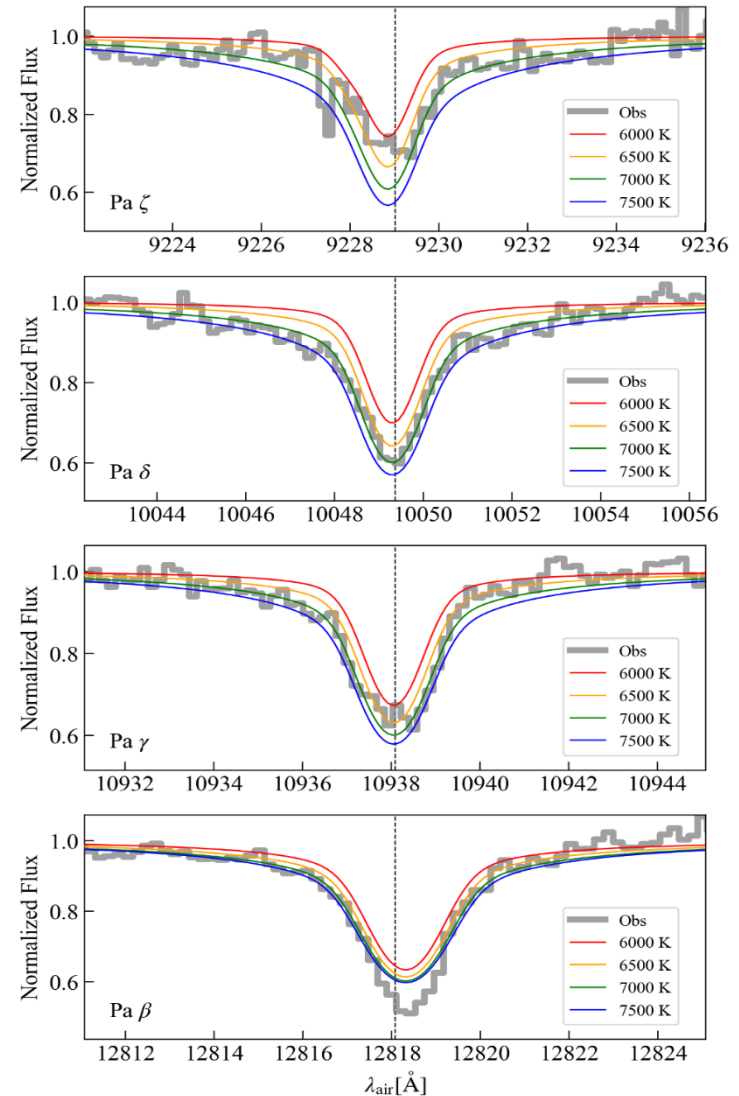 Normalized Flux
1.0
0.8
0.6
Pa ζ
Obs
6000 K
6500 K
7000 K
7500 K
9224 9226 9228 9230 9232 9234 9236
Normalized Flux
1.0
0.8
0.6
Pa δ
Obs
6000 K
6500 K
7000 K
7500 K
10044 10046 10048 10050 10052 10054 10056
Normalized Flux
1.0
0.8
0.6
Pa γ
Obs
6000 K
6500 K
7000 K
7500 K
10932 10934 10936 10938 10940 10942 10944
Normalized Flux
1.0
0.8
0.6
Pa β
Obs
6000 K
6500 K
7000 K
7500 K
12812 12814 12816 12818 12820 12822 12824
λair[Å]